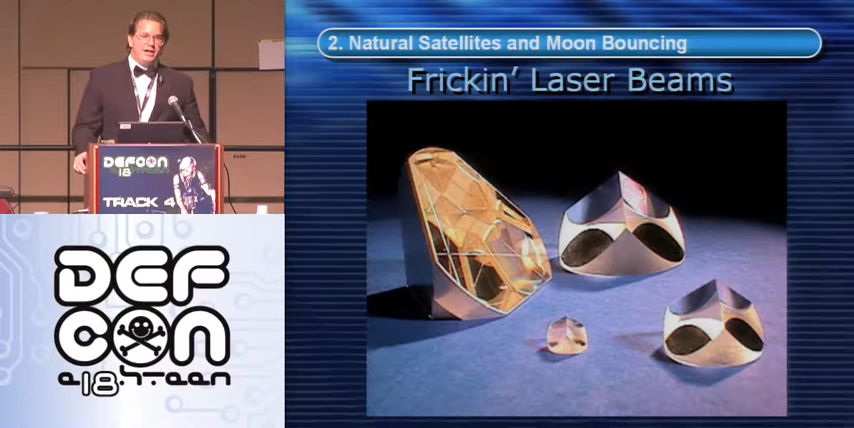 2. Natural Satellites and Moon Bouncing
Frickin' Laser Beams
DEFCON
18
TRACK 4
DEF
CON
e18hteen